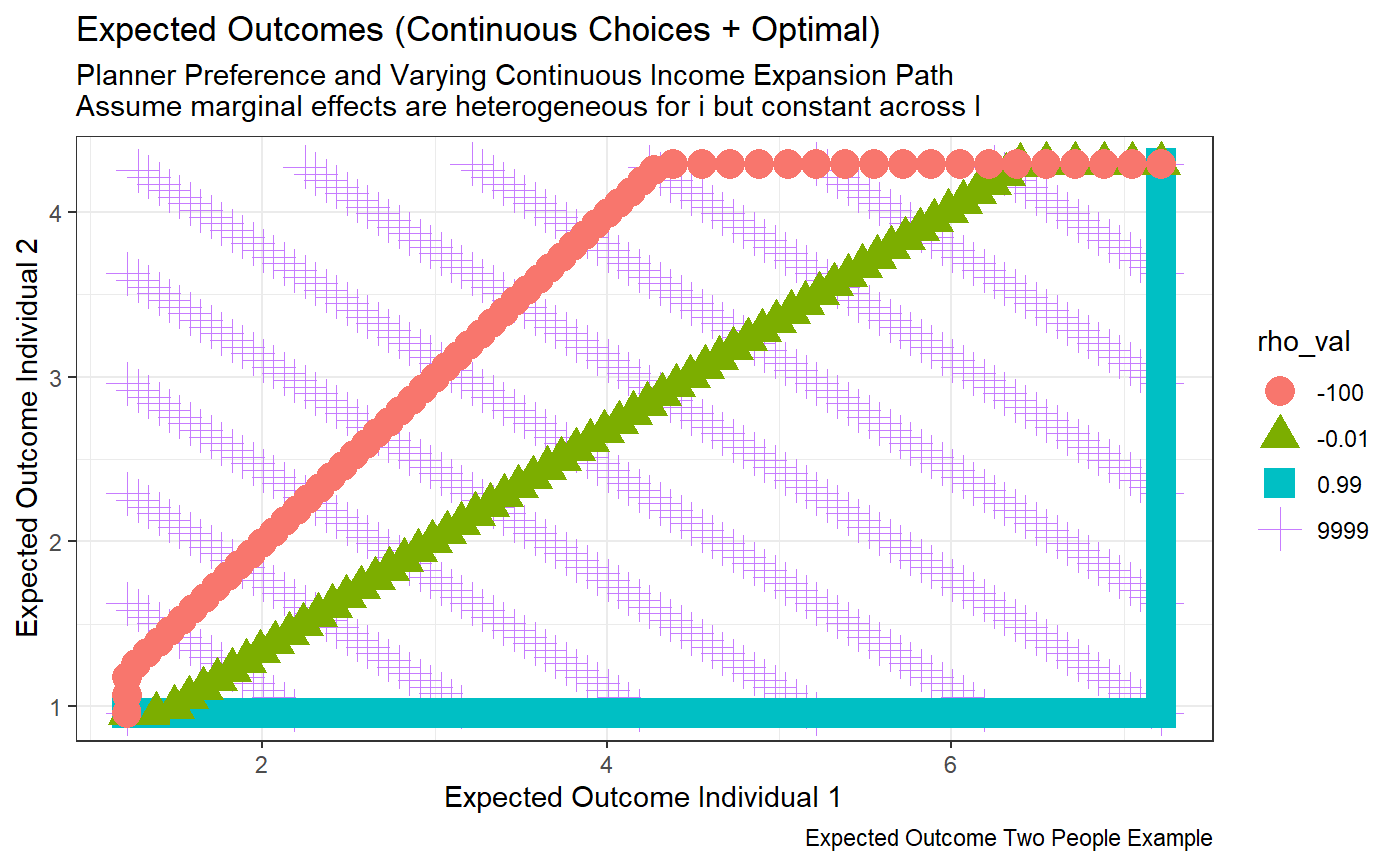 Expected Outcomes (Continuous Choices + Optimal)
Planner Preference and Varying Continuous Income Expansion Path
Assume marginal effects are heterogeneous for i but constant across l
Expected Outcome Individual 2
4
3
2
1
2
4
6
Expected Outcome Individual 1
rho_val
-100
-0.01
0.99
9999
Expected Outcome Two People Example